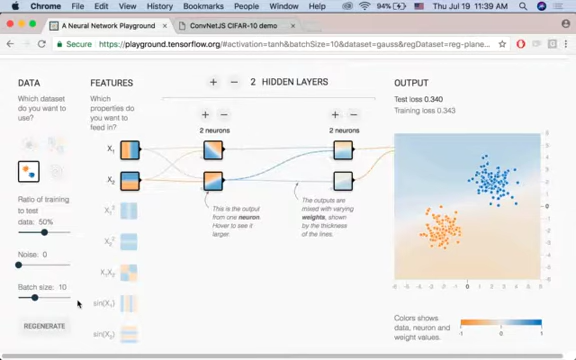 Chrome File Edit View History Bookmarks People Window Help
94% Thu Jul 19 11:39 AM
A Neural Network Playground
ConvNetJS CIFAR-10 demo
Secure https://playground.tensorflow.org/#activation=tanh&batchSize=10&dataset=gauss&regDataset=reg-plane
DATA
Which dataset do you want to use?
Ratio of training to test data: 50%
Noise: 0
Batch size: 10
REGENERATE
FEATURES
Which properties do you want to feed in?
X₁
X₂
X₁²
X₂²
X₁X₂
sin(X₁)
sin(X₂)
+ − 2 HIDDEN LAYERS
+ −
2 neurons
+ −
2 neurons
This is the output from one neuron. Hover to see it larger.
The outputs are mixed with varying weights, shown by the thickness of the lines.
OUTPUT
Test loss 0.340
Training loss 0.343
Colors shows data, neuron and weight values.
-1 0 1